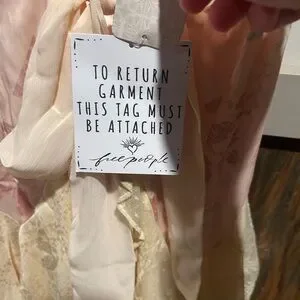 TO RETURN
GARMENT
THIS TAG MUST
BE ATTACHED
free people